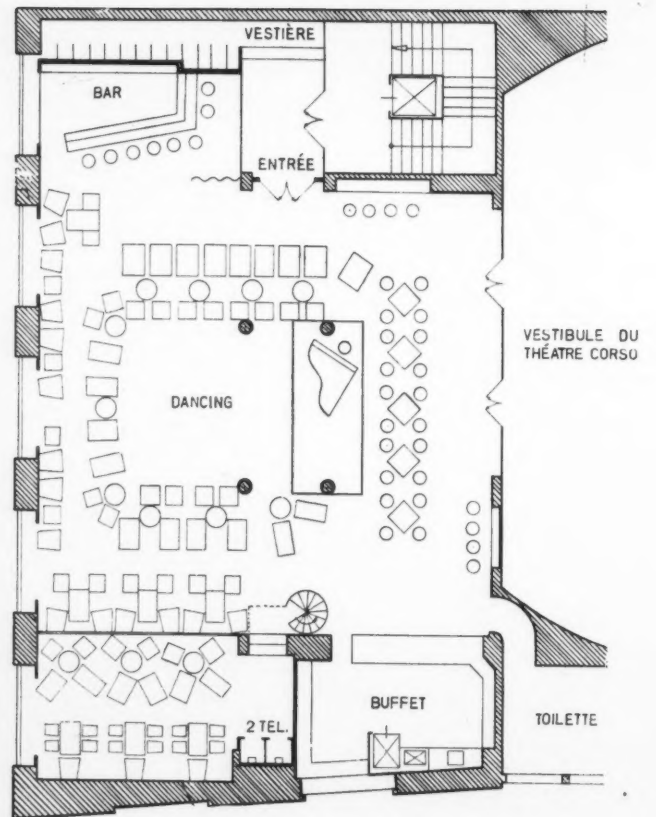 VESTIÈRE
BAR
ENTRÉE
VESTIBULE DU
THÉATRE CORSO
DANCING
BUFFET
2 TEL.
TOILETTE